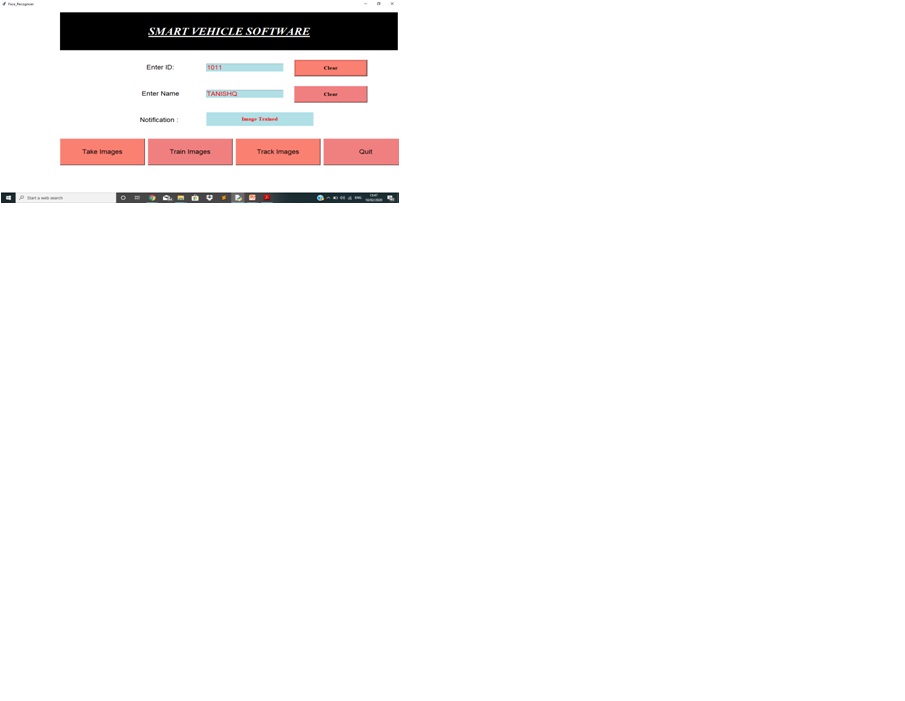 Face_Recogniser
SMART VEHICLE SOFTWARE
Enter ID: 1011 Clear
Enter Name TANISHQ Clear
Notification : Image Trained
Take Images Train Images Track Images Quit
Start a web search
ENG